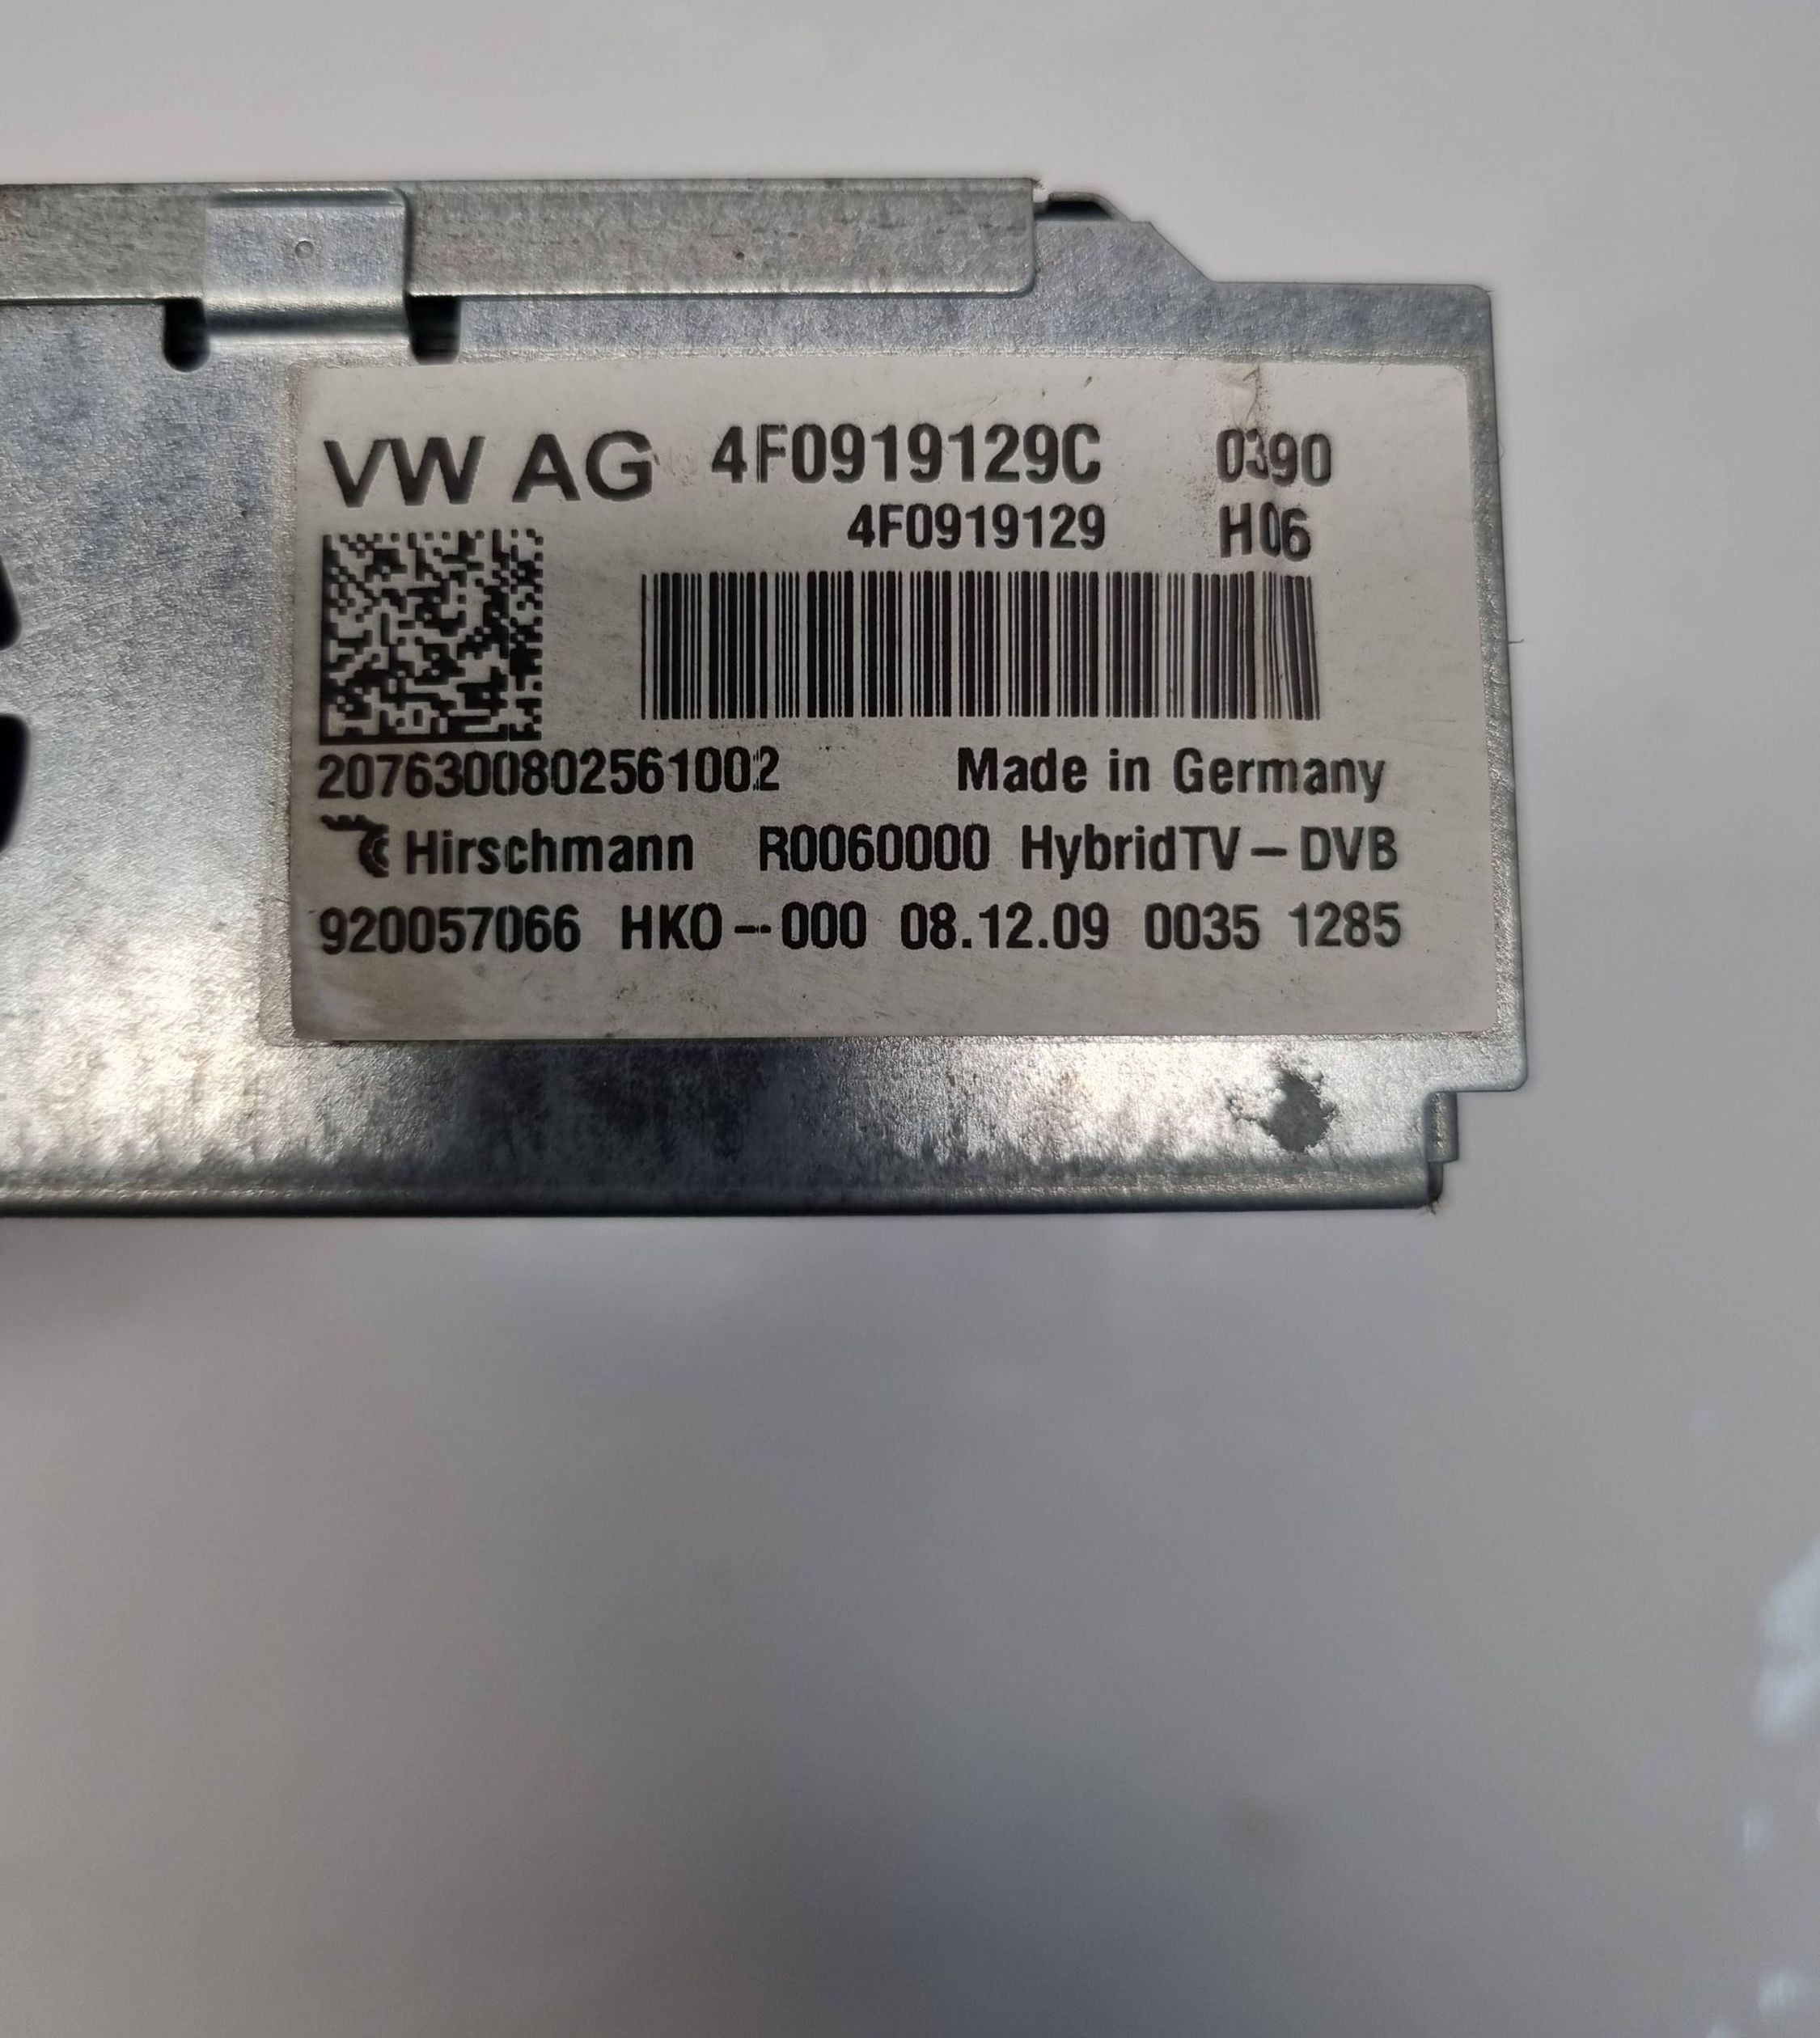 VW AG 4F0919129C 0390
4F0919129 H06
2076300802561002 Made in Germany
Hirschmann R0060000 HybridTV-DVB
920057066 HKO--000 08.12.09 0035 1285